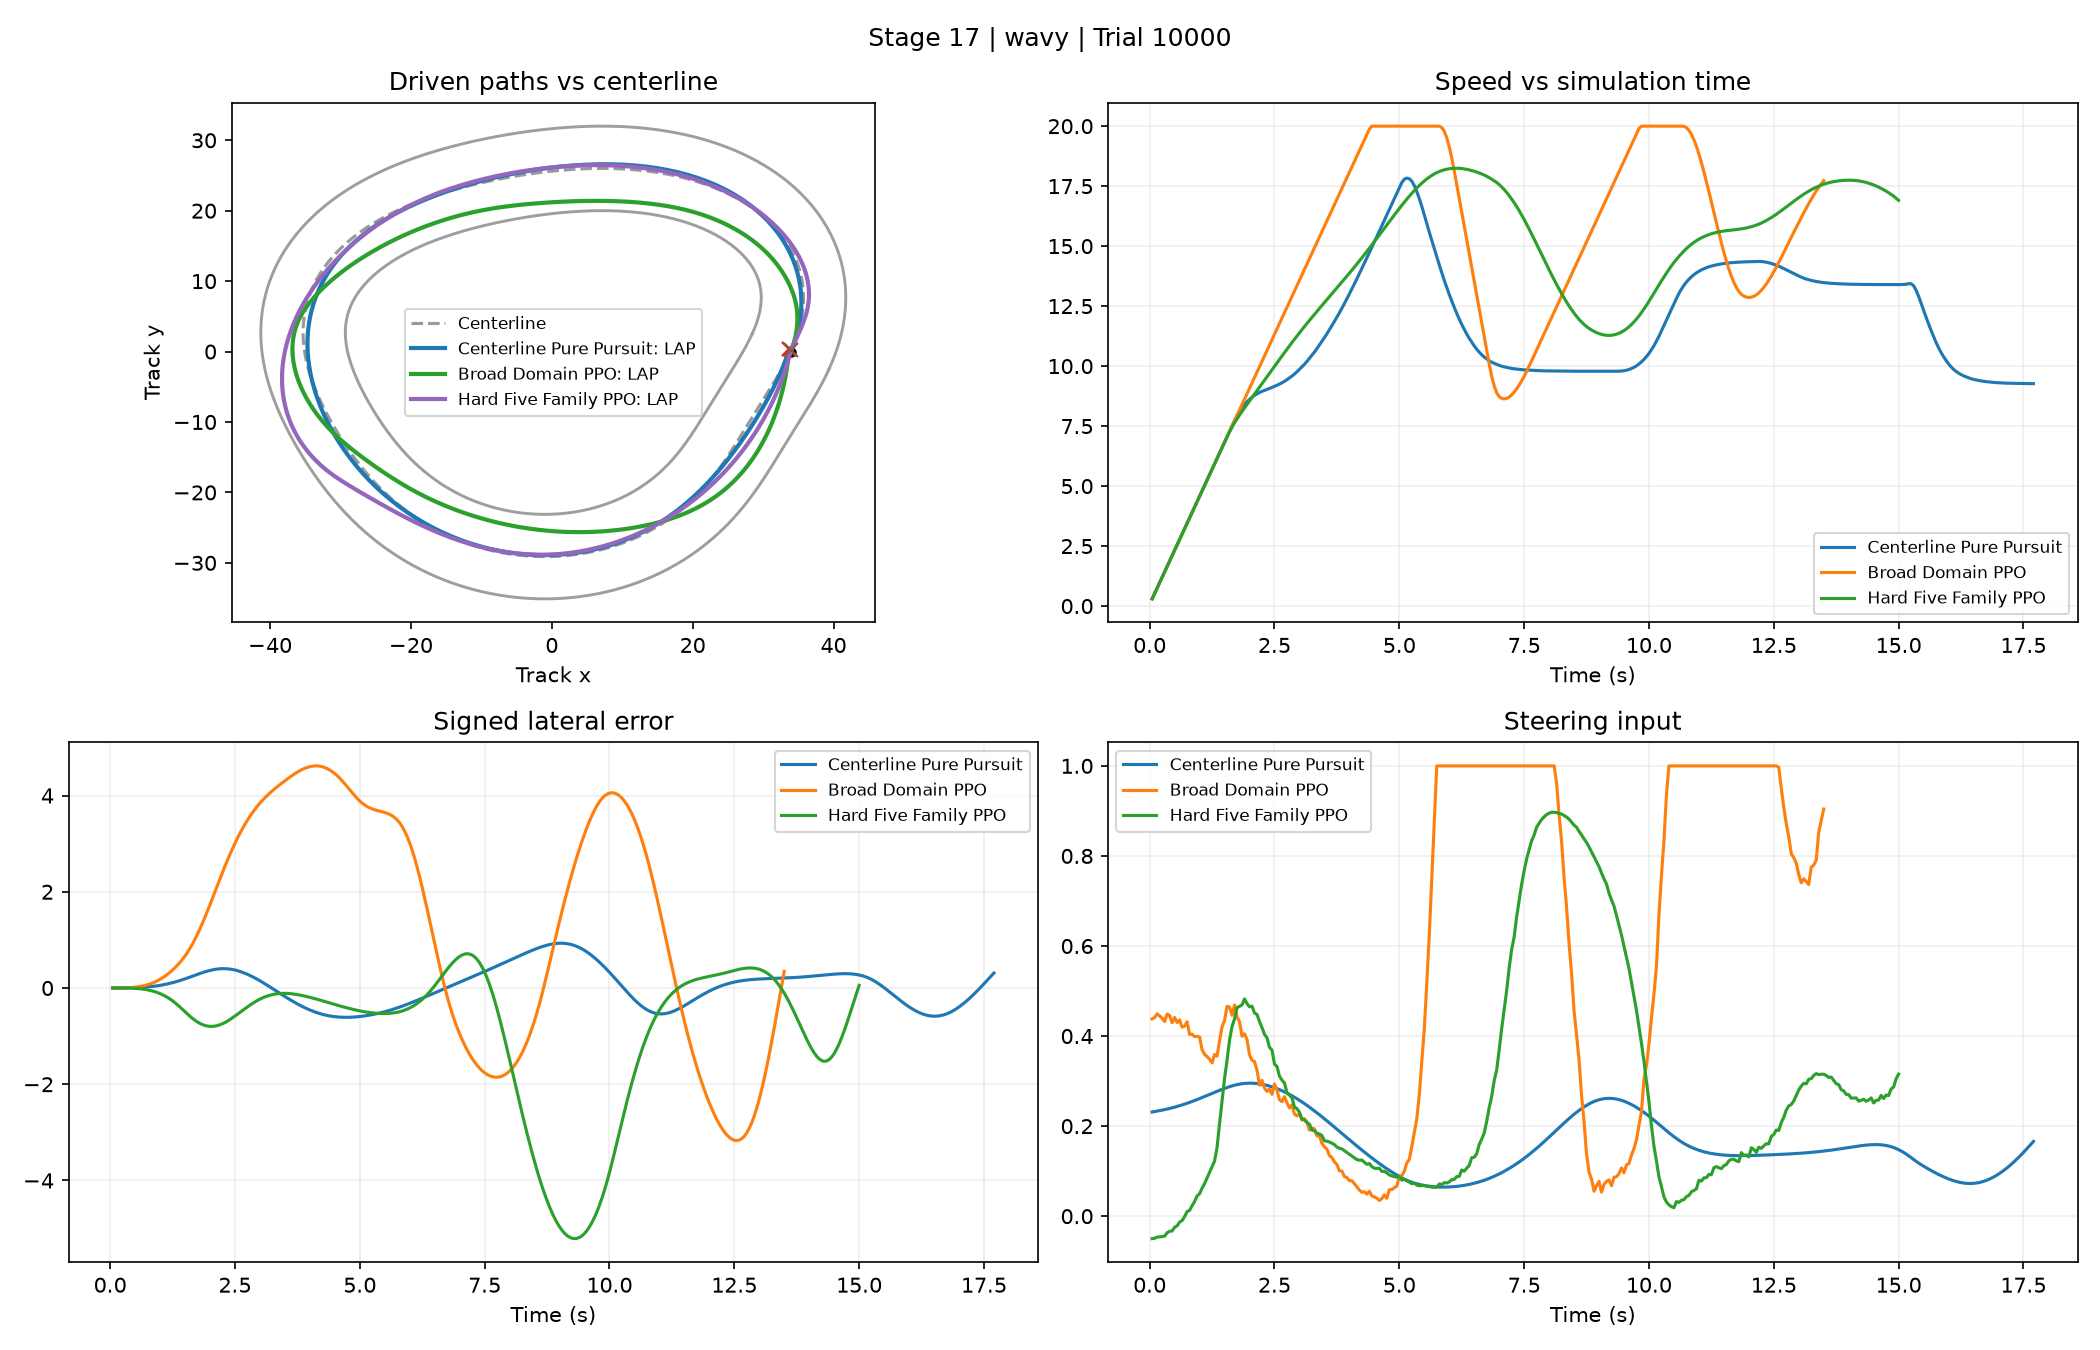 Stage 17 | wavy | Trial 10000
Driven paths vs centerline
30
20
10
0
−10
−20
−30
Track y
−40
−20
0
20
40
Track x
Centerline
Centerline Pure Pursuit: LAP
Broad Domain PPO: LAP
Hard Five Family PPO: LAP
Speed vs simulation time
20.0
17.5
15.0
12.5
10.0
7.5
5.0
2.5
0.0
0.0
2.5
5.0
7.5
10.0
12.5
15.0
17.5
Time (s)
Centerline Pure Pursuit
Broad Domain PPO
Hard Five Family PPO
Signed lateral error
4
2
0
−2
−4
0.0
2.5
5.0
7.5
10.0
12.5
15.0
17.5
Time (s)
Centerline Pure Pursuit
Broad Domain PPO
Hard Five Family PPO
Steering input
1.0
0.8
0.6
0.4
0.2
0.0
0.0
2.5
5.0
7.5
10.0
12.5
15.0
17.5
Time (s)
Centerline Pure Pursuit
Broad Domain PPO
Hard Five Family PPO